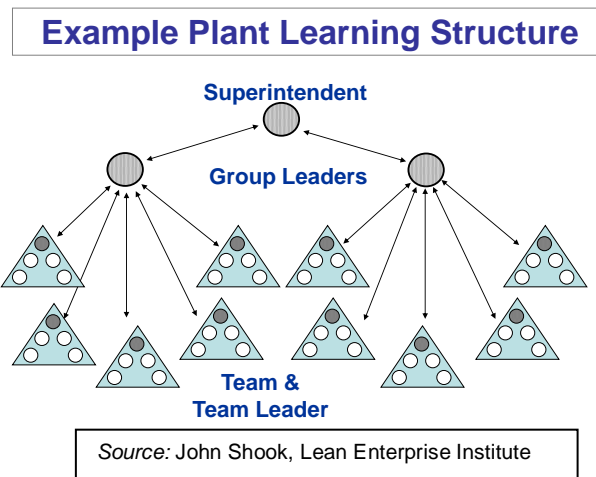 Example Plant Learning Structure
Superintendent
Group Leaders
Team &
Team Leader
Source: John Shook, Lean Enterprise Institute